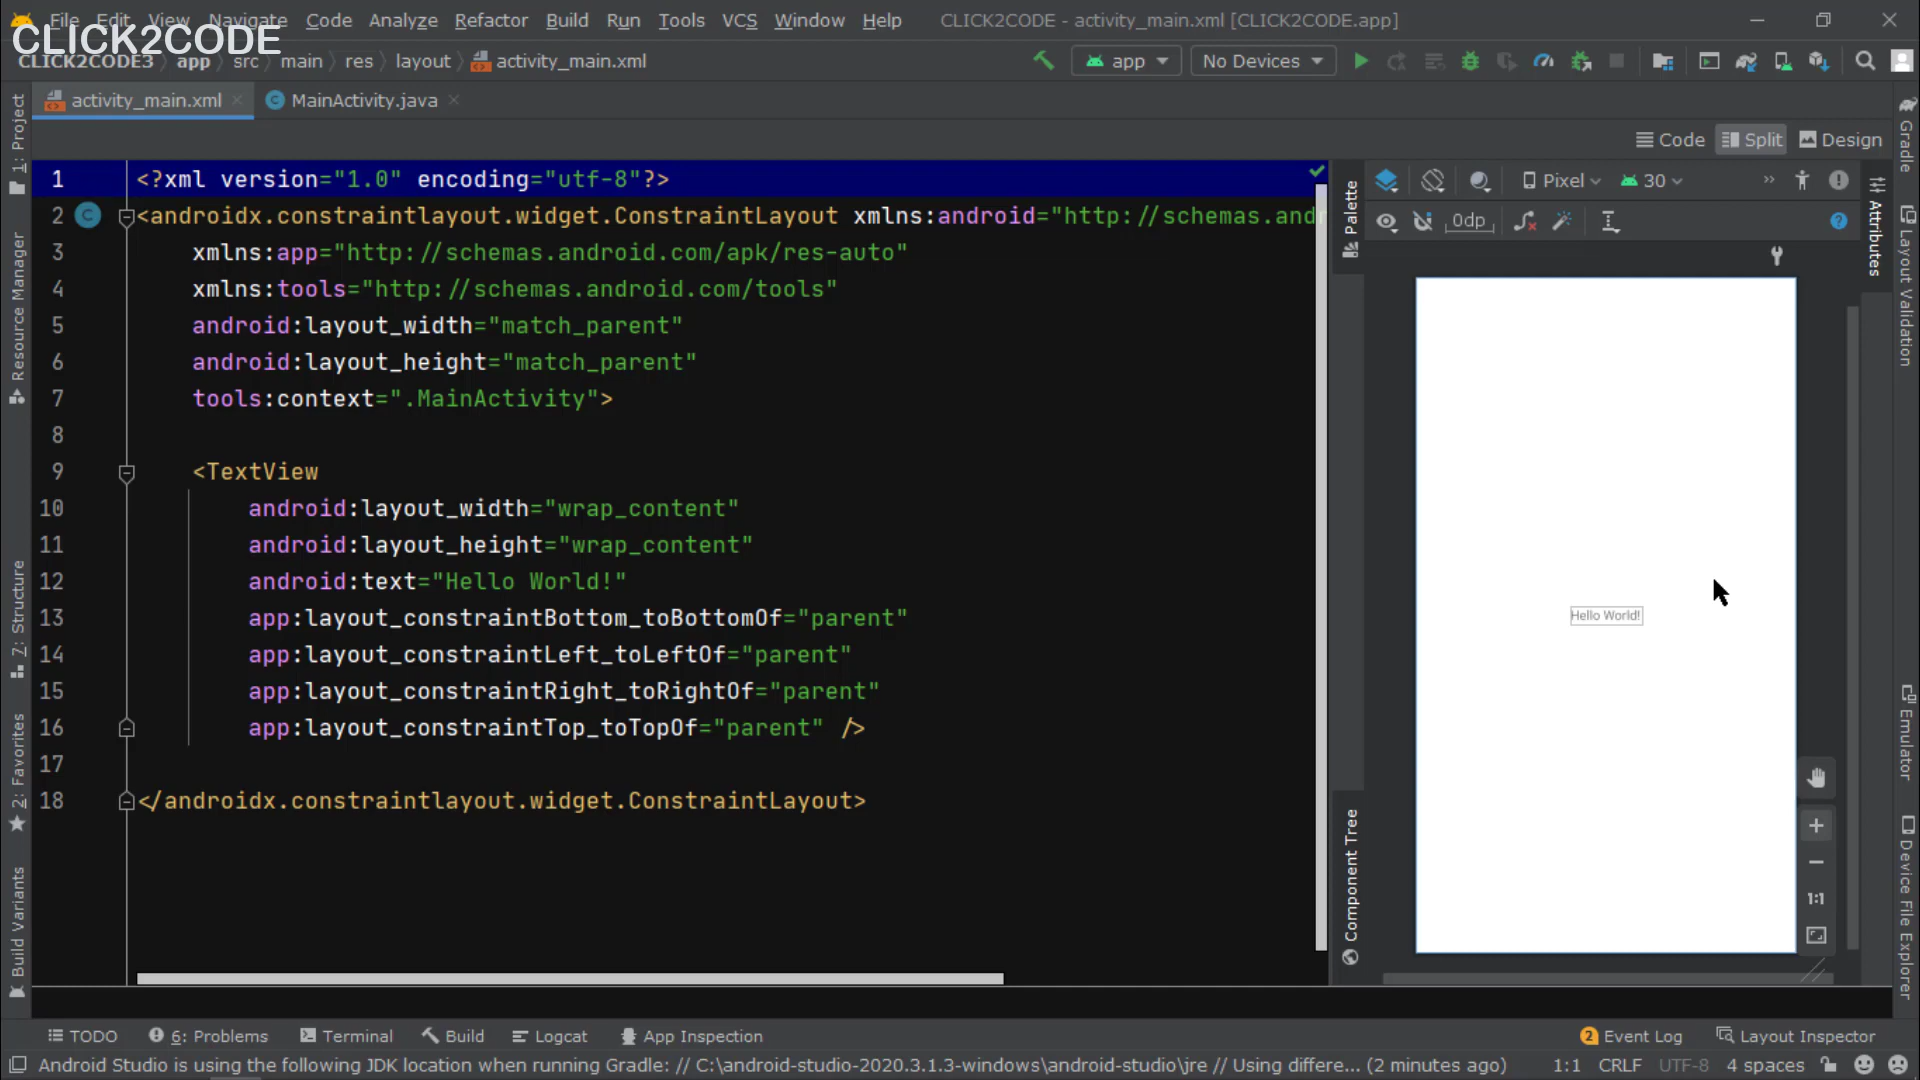 File Edit View Navigate Code Analyze Refactor Build Run Tools VCS Window Help CLICK2CODE - activity_main.xml [CLICK2CODE.app]
CLICK2CODE
CLICK2CODE3 app src main res layout activity_main.xml app No Devices
activity_main.xml MainActivity.java
Code Split Design
1 <?xml version="1.0" encoding="utf-8"?>
2 <androidx.constraintlayout.widget.ConstraintLayout xmlns:android="http://schemas.and
3 xmlns:app="http://schemas.android.com/apk/res-auto"
4 xmlns:tools="http://schemas.android.com/tools"
5 android:layout_width="match_parent"
6 android:layout_height="match_parent"
7 tools:context=".MainActivity">
8
9 <TextView
10 android:layout_width="wrap_content"
11 android:layout_height="wrap_content"
12 android:text="Hello World!"
13 app:layout_constraintBottom_toBottomOf="parent"
14 app:layout_constraintLeft_toLeftOf="parent"
15 app:layout_constraintRight_toRightOf="parent"
16 app:layout_constraintTop_toTopOf="parent" />
17
18 </androidx.constraintlayout.widget.ConstraintLayout>
1: Project
Resource Manager
7: Structure
2: Favorites
Build Variants
Palette
Component Tree
Pixel 30
0dp
Hello World!
1:1
Attributes
Gradle
Layout Validation
Emulator
Device File Explorer
TODO 6: Problems Terminal Build Logcat App Inspection 2 Event Log Layout Inspector
Android Studio is using the following JDK location when running Gradle: // C:\android-studio-2020.3.1.3-windows\android-studio\jre // Using differe... (2 minutes ago) 1:1 CRLF UTF-8 4 spaces